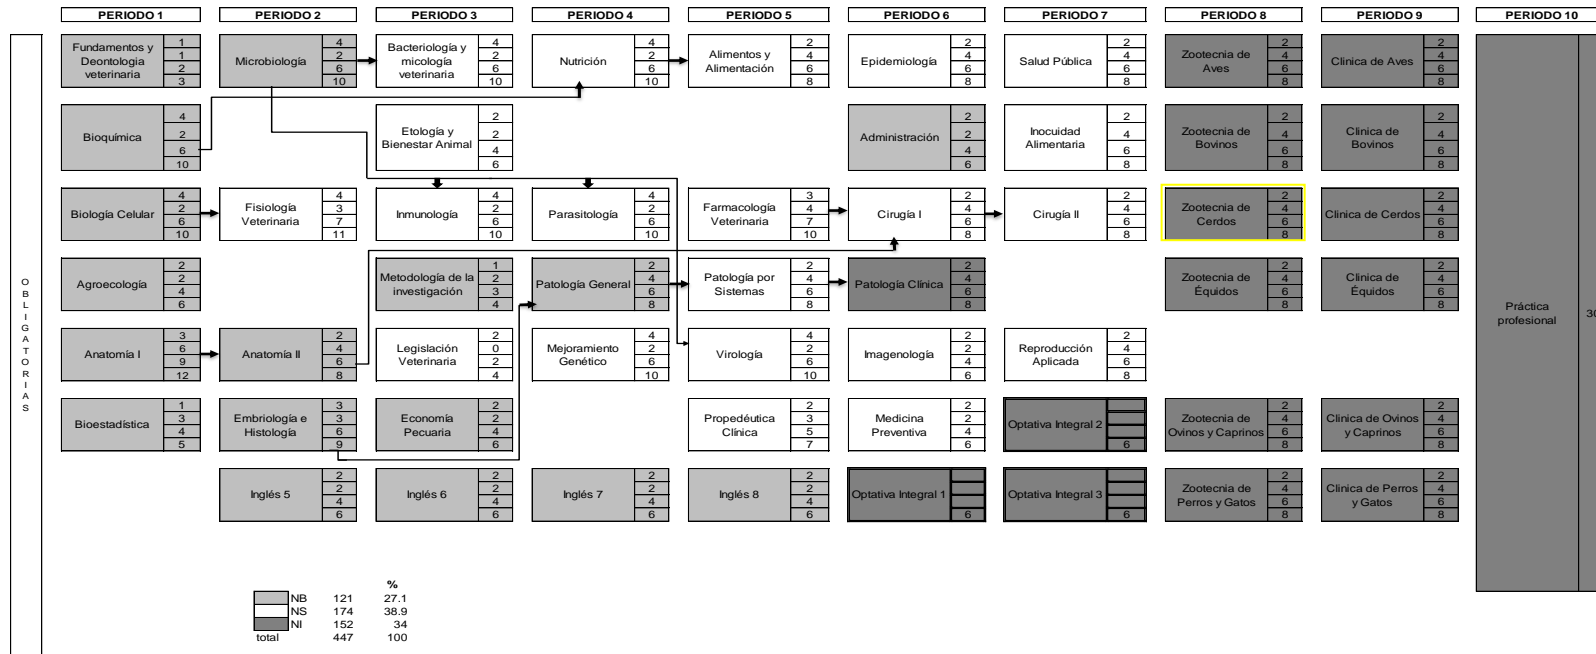 PERIODO 1 PERIODO 2 PERIODO 3 PERIODO 4 PERIODO 5 PERIODO 6 PERIODO 7 PERIODO 8 PERIODO 9 PERIODO 10
OBLIGATORIAS
Fundamentos y
Deontologia
veterinaria
1
1
2
3
Microbiología
4
2
6
10
Bacteriología y
micología
veterinaria
4
2
6
10
Nutrición
4
2
6
10
Alimentos y
Alimentación
2
4
6
8
Epidemiología
2
4
6
8
Salud Pública
2
4
6
8
Zootecnia de
Aves
2
4
6
8
Clinica de Aves
2
4
6
8
Bioquímica
4
2
6
10
Etología y
Bienestar Animal
2
2
4
6
Administración
2
2
4
6
Inocuidad
Alimentaria
2
4
6
8
Zootecnia de
Bovinos
2
4
6
8
Clinica de
Bovinos
2
4
6
8
Biología Celular
4
2
6
10
Fisiología
Veterinaria
4
3
7
11
Inmunología
4
2
6
10
Parasitología
4
2
6
10
Farmacología
Veterinaria
3
4
7
10
Cirugía I
2
4
6
8
Cirugía II
2
4
6
8
Zootecnia de
Cerdos
2
4
6
8
Clinica de Cerdos
2
4
6
8
Agroecología
2
2
4
6
Metodología de la
investigación
1
2
3
4
Patología General
2
4
6
8
Patología por
Sistemas
2
4
6
8
Patología Clínica
2
4
6
8
Zootecnia de
Équidos
2
4
6
8
Clínica de
Équidos
2
4
6
8
Anatomía I
3
6
9
12
Anatomía II
2
4
6
8
Legislación
Veterinaria
2
0
2
4
Mejoramiento
Genético
4
2
6
10
Virología
4
2
6
10
Imagenología
2
2
4
6
Reproducción
Aplicada
2
4
6
8
Práctica
profesional
30
Bioestadística
1
3
4
5
Embriología e
Histología
3
3
6
9
Economía
Pecuaria
2
2
4
6
Propedéutica
Clínica
2
3
5
7
Medicina
Preventiva
2
2
4
6
Optativa Integral 2
6
Zootecnia de
Ovinos y Caprinos
2
4
6
8
Clinica de Ovinos
y Caprinos
2
4
6
8
Inglés 5
2
2
4
6
Inglés 6
2
2
4
6
Inglés 7
2
2
4
6
Inglés 8
2
2
4
6
Optativa Integral 1
6
Optativa Integral 3
6
Zootecnia de
Perros y Gatos
2
4
6
8
Clinica de Perros
y Gatos
2
4
6
8
%
NB 121 27.1
NS 174 38.9
NI 152 34
total 447 100